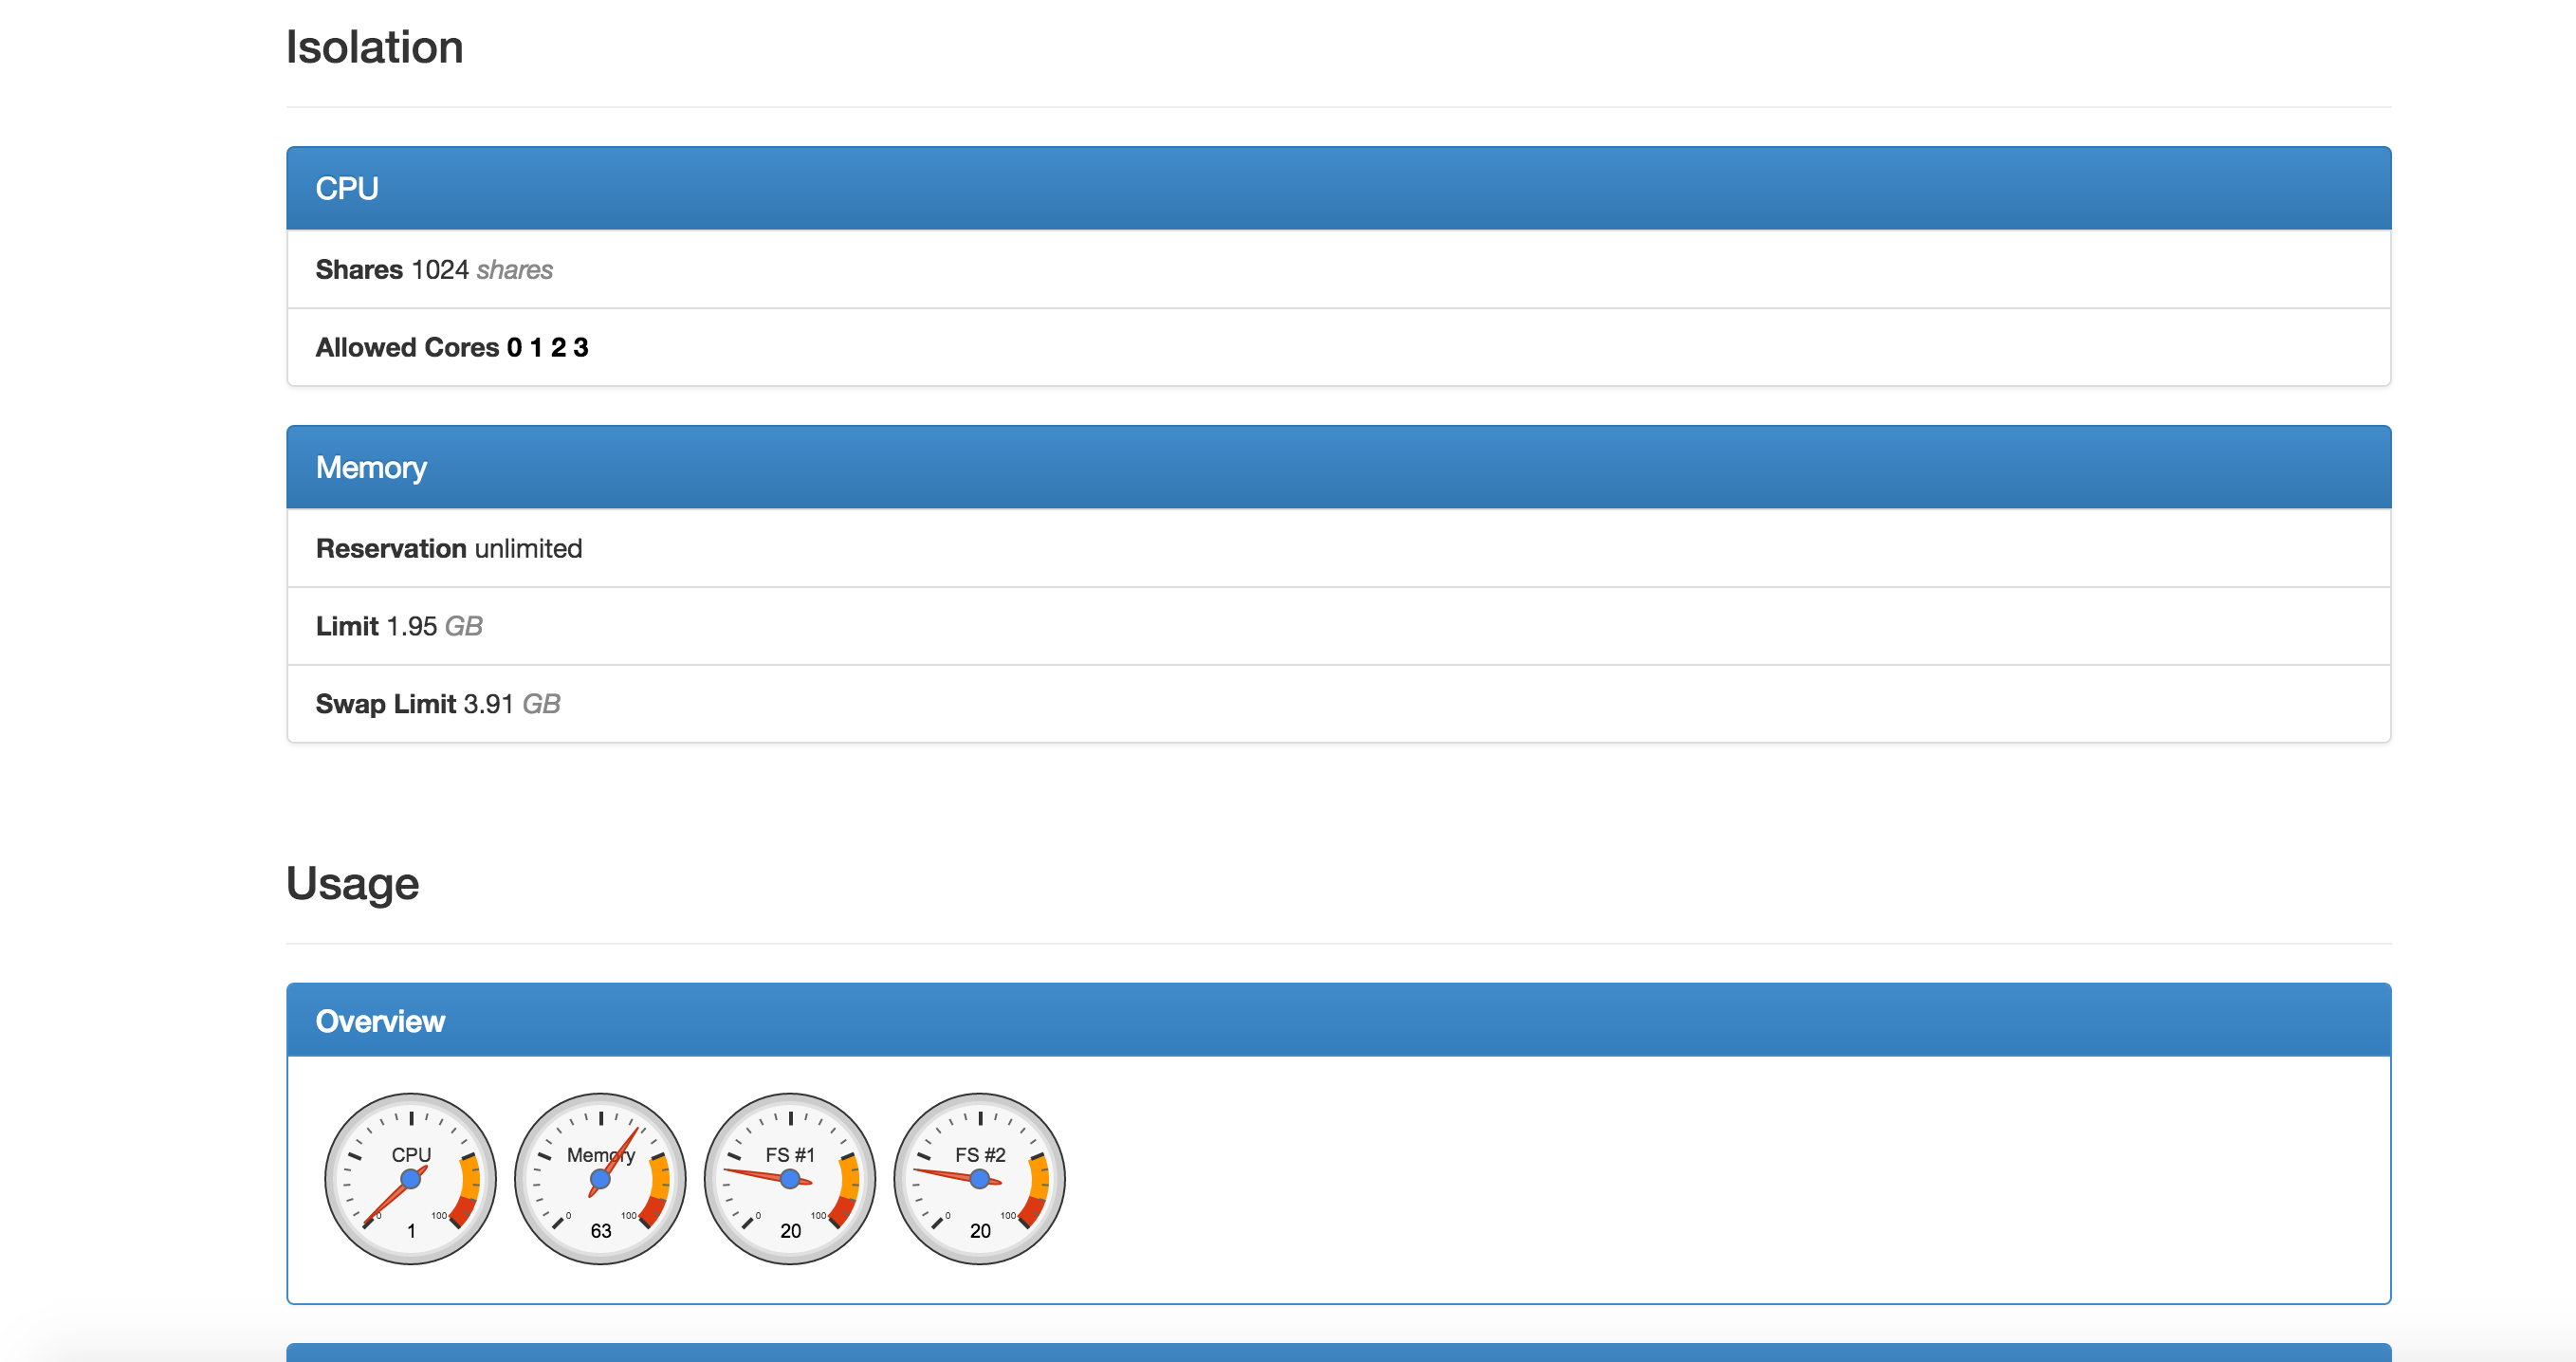 Isolation
CPU
Shares 1024 shares
Allowed Cores 0 1 2 3
Memory
Reservation unlimited
Limit 1.95 GB
Swap Limit 3.91 GB
Usage
Overview
CPU
0 100
1
Memory
0 100
63
FS #1
0 100
20
FS #2
0 100
20